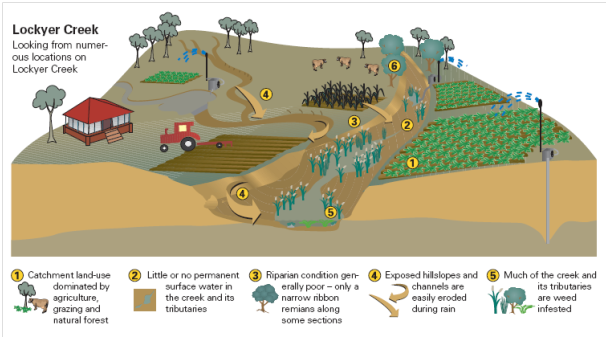 Lockyer Creek
Looking from numer-
ous locations on
Lockyer Creek
6
4
3
2
1
4
5
1 Catchment land-use
dominated by
agriculture,
grazing and
natural forest
2 Little or no permanent
surface water in
the creek and its
tributaries
3 Riparian condition gen-
erally poor – only a
narrow ribbon
remians along
some sections
4 Exposed hillslopes and
channels are
easily eroded
during rain
5 Much of the creek and
its tributaries
are weed
infested